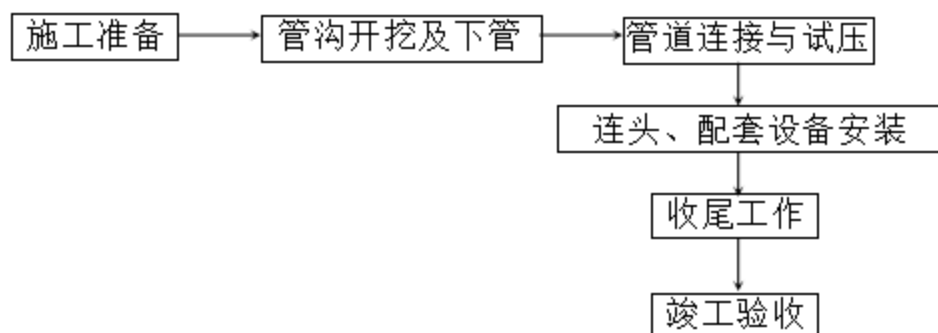 施工准备
管沟开挖及下管
管道连接与试压
连头、配套设备安装
收尾工作
竣工验收